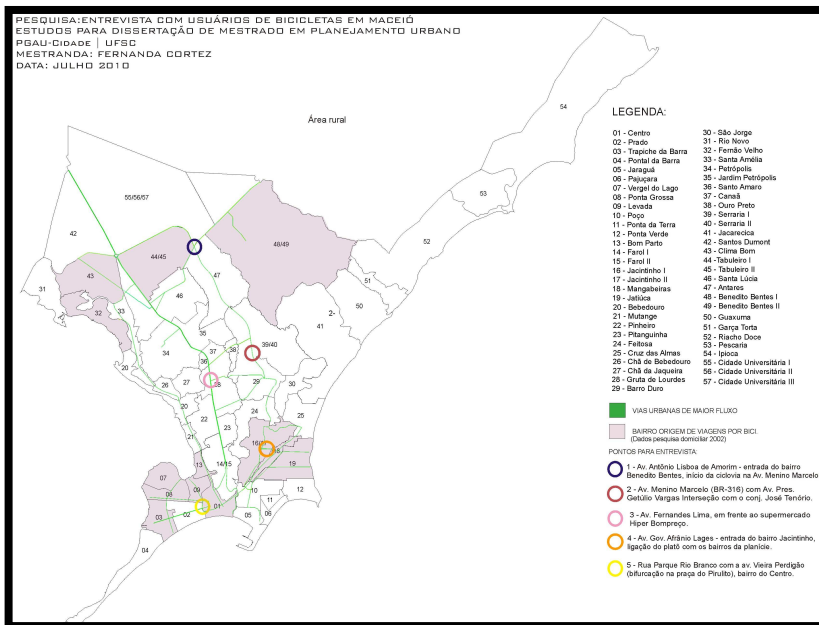 PESQUISA:ENTREVISTA COM USUÁRIOS DE BICICLETAS EM MACEIÓ
ESTUDOS PARA DISSERTAÇÃO DE MESTRADO EM PLANEJAMENTO URBANO
PGAU-CIDADE | UFSC
MESTRANDA: FERNANDA CORTEZ
DATA: JULHO 2010
Área rural
54
53
52
51
50
2-
41
55/56/57
42
44/45
48/49
43
47
31
32
33
46
20
35
39/40
34
37
38
36
26
27
28
29
30
20
22
24
25
23
21
16/17
18
13
14/15
19
07
09
10
12
08
11
01
03
02
05
06
04
LEGENDA:
01 - Centro
02 - Prado
03 - Trapiche da Barra
04 - Pontal da Barra
05 - Jaraguá
06 - Pajuçara
07 - Vergel do Lago
08 - Ponta Grossa
09 - Levada
10 - Poço
11 - Ponta da Terra
12 - Ponta Verde
13 - Bom Parto
14 - Farol I
15 - Farol II
16 - Jacintinho I
17 - Jacintinho II
18 - Mangabeiras
19 - Jatiúca
20 - Bebedouro
21 - Mutange
22 - Pinheiro
23 - Pitanguinha
24 - Feitosa
25 - Cruz das Almas
26 - Chã de Bebedouro
27 - Chã da Jaqueira
28 - Gruta de Lourdes
29 - Barro Duro
30 - São Jorge
31 - Rio Novo
32 - Fernão Velho
33 - Santa Amélia
34 - Petrópolis
35 - Jardim Petrópolis
36 - Santo Amaro
37 - Canaã
38 - Ouro Preto
39 - Serraria I
40 - Serraria II
41 - Jacarecica
42 - Santos Dumont
43 - Clima Bom
44 - Tabuleiro I
45 - Tabuleiro II
46 - Santa Lúcia
47 - Antares
48 - Benedito Bentes I
49 - Benedito Bentes II
50 - Guaxuma
51 - Garça Torta
52 - Riacho Doce
53 - Pescaria
54 - Ipioca
55 - Cidade Universitária I
56 - Cidade Universitária II
57 - Cidade Universitária III
VIAS URBANAS DE MAIOR FLUXO
BAIRRO ORIGEM DE VIAGENS POR BICI.
(Dados pesquisa domiciliar 2002)
PONTOS PARA ENTREVISTA:
1 - Av. Antônio Lisboa de Amorim - entrada do bairro
Benedito Bentes, início da ciclovia na Av. Menino Marcelo
2 - Av. Menino Marcelo (BR-316) com Av. Pres.
Getúlio Vargas Interseção com o conj. José Tenório.
3 - Av. Fernandes Lima, em frente ao supermercado
Hiper Bompreço.
4 - Av. Gov. Afrânio Lages - entrada do bairro Jacintinho,
ligação do platô com os bairros da planície.
5 - Rua Parque Rio Branco com a av. Vieira Perdigão
(bifurcação na praça do Pirulito), bairro do Centro.